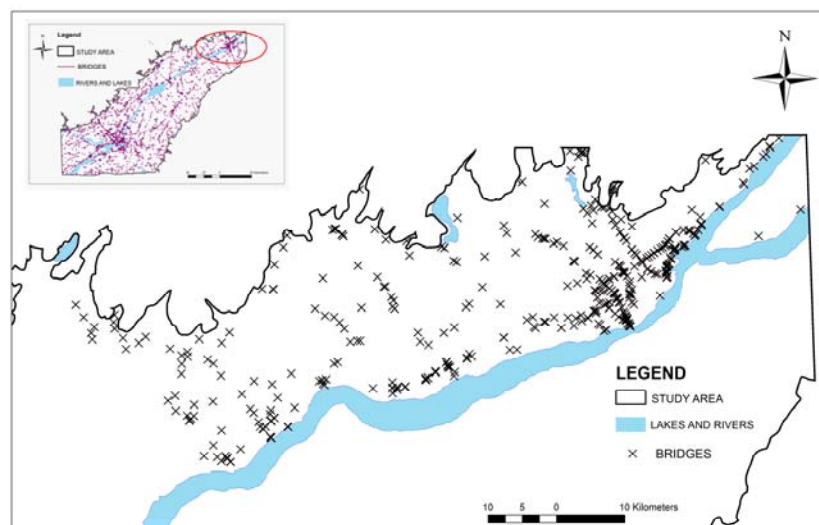 N
Legend
STUDY AREA
BRIDGES
RIVERS AND LAKES
N
LEGEND
STUDY AREA
LAKES AND RIVERS
BRIDGES
10 5 0 10 Kilometers